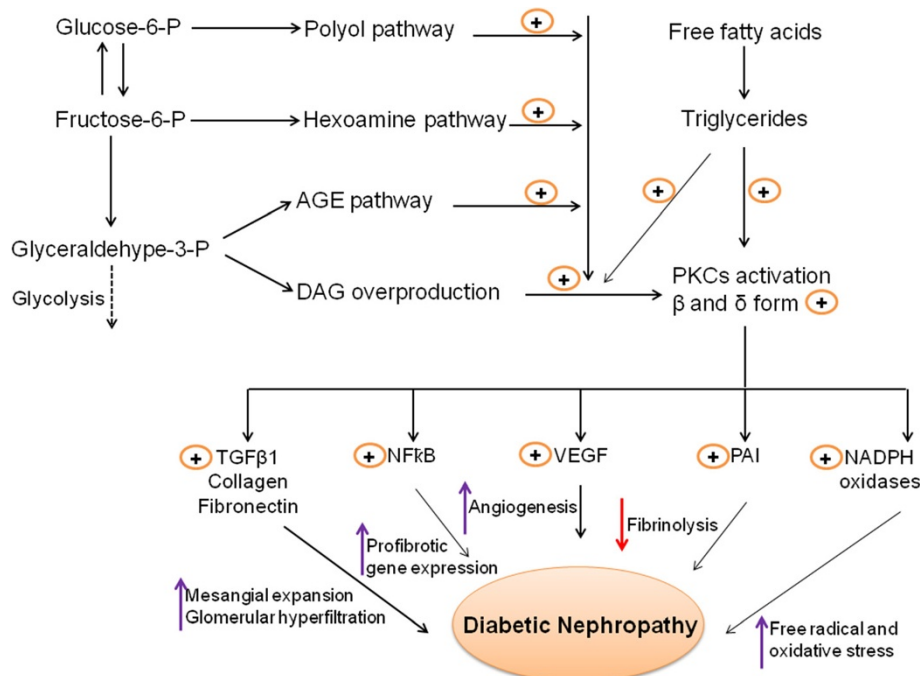 Glucose-6-P
Polyol pathway
+
Free fatty acids
Fructose-6-P
Hexoamine pathway
+
Triglycerides
AGE pathway
+
+
+
Glyceraldehype-3-P
Glycolysis
DAG overproduction
+
PKCs activation
β and δ form +
+ TGFβ1
Collagen
Fibronectin
+ NFkB
+ VEGF
+ PAI
+ NADPH
oxidases
Angiogenesis
Fibrinolysis
Profibrotic
gene expression
Mesangial expansion
Glomerular hyperfiltration
Diabetic Nephropathy
Free radical and
oxidative stress